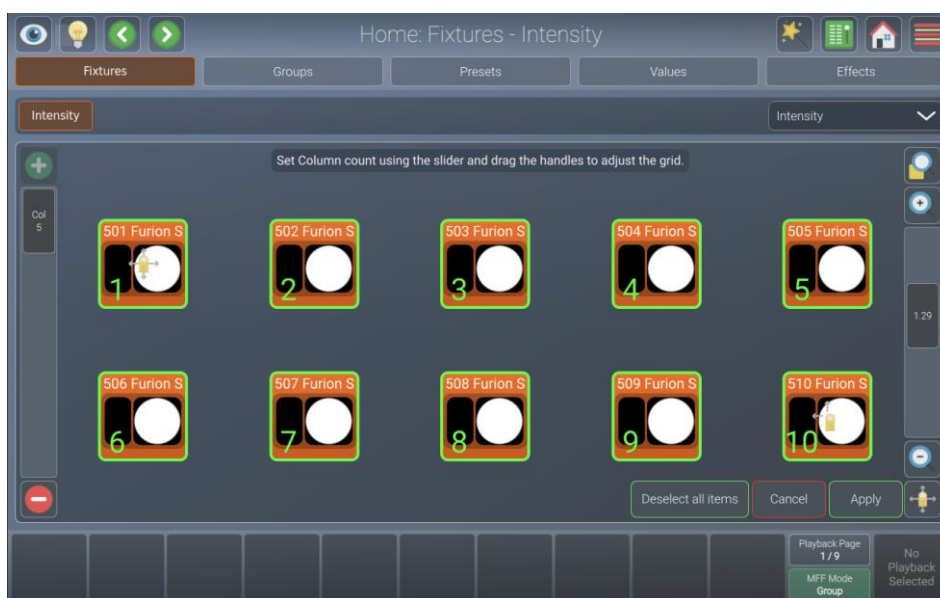 Home: Fixtures - Intensity
Fixtures
Groups
Presets
Values
Effects
Intensity
Intensity
Set Column count using the slider and drag the handles to adjust the grid.
Col
5
501 Furion S
1
502 Furion S
2
503 Furion S
3
504 Furion S
4
505 Furion S
5
1.29
506 Furion S
6
507 Furion S
7
508 Furion S
8
509 Furion S
9
510 Furion S
10
Deselect all items
Cancel
Apply
Playback Page
1 / 9
MFF Mode
Group
No
Playback
Selected